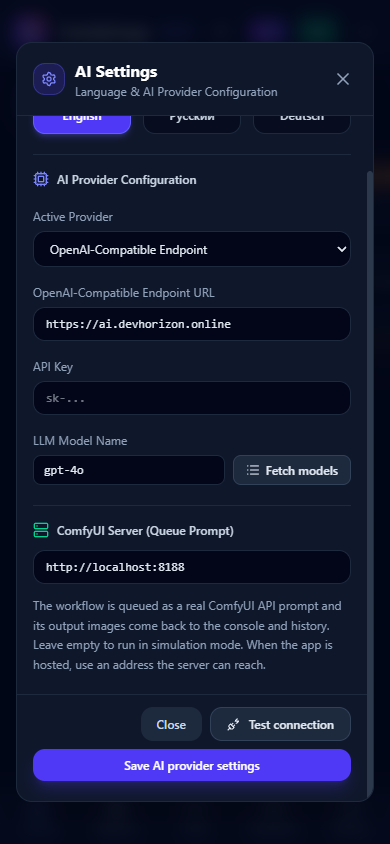 AI Settings
Language & AI Provider Configuration
English
Русский
Deutsch
AI Provider Configuration
Active Provider
OpenAI-Compatible Endpoint
OpenAI-Compatible Endpoint URL
https://ai.devhorizon.online
API Key
sk-...
LLM Model Name
gpt-4o
Fetch models
ComfyUI Server (Queue Prompt)
http://localhost:8188
The workflow is queued as a real ComfyUI API prompt and
its output images come back to the console and history.
Leave empty to run in simulation mode. When the app is
hosted, use an address the server can reach.
Close
Test connection
Save AI provider settings